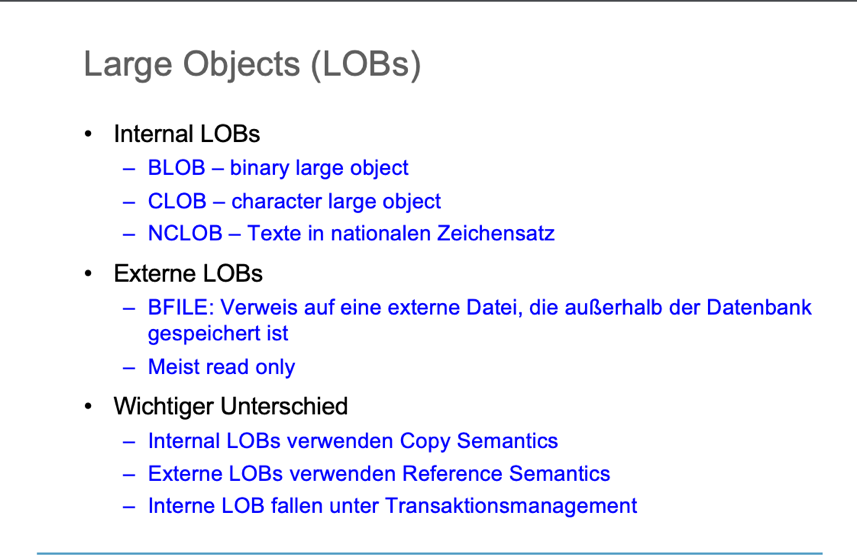 Large Objects (LOBs)
• Internal LOBs
– BLOB – binary large object
– CLOB – character large object
– NCLOB – Texte in nationalen Zeichensatz
• Externe LOBs
– BFILE: Verweis auf eine externe Datei, die außerhalb der Datenbank
gespeichert ist
– Meist read only
• Wichtiger Unterschied
– Internal LOBs verwenden Copy Semantics
– Externe LOBs verwenden Reference Semantics
– Interne LOB fallen unter Transaktionsmanagement